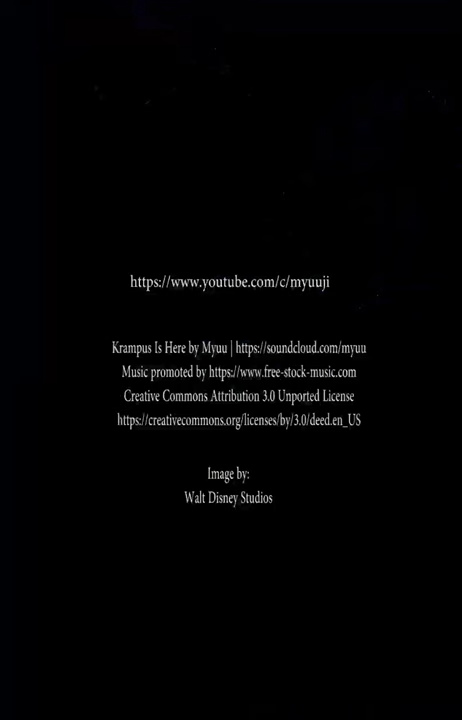 https://www.youtube.com/c/myuuji
Krampus Is Here by Myuu | https://soundcloud.com/myuu
Music promoted by https://www.free-stock-music.com
Creative Commons Attribution 3.0 Unported License
https://creativecommons.org/licenses/by/3.0/deed.en_US
Image by:
Walt Disney Studios